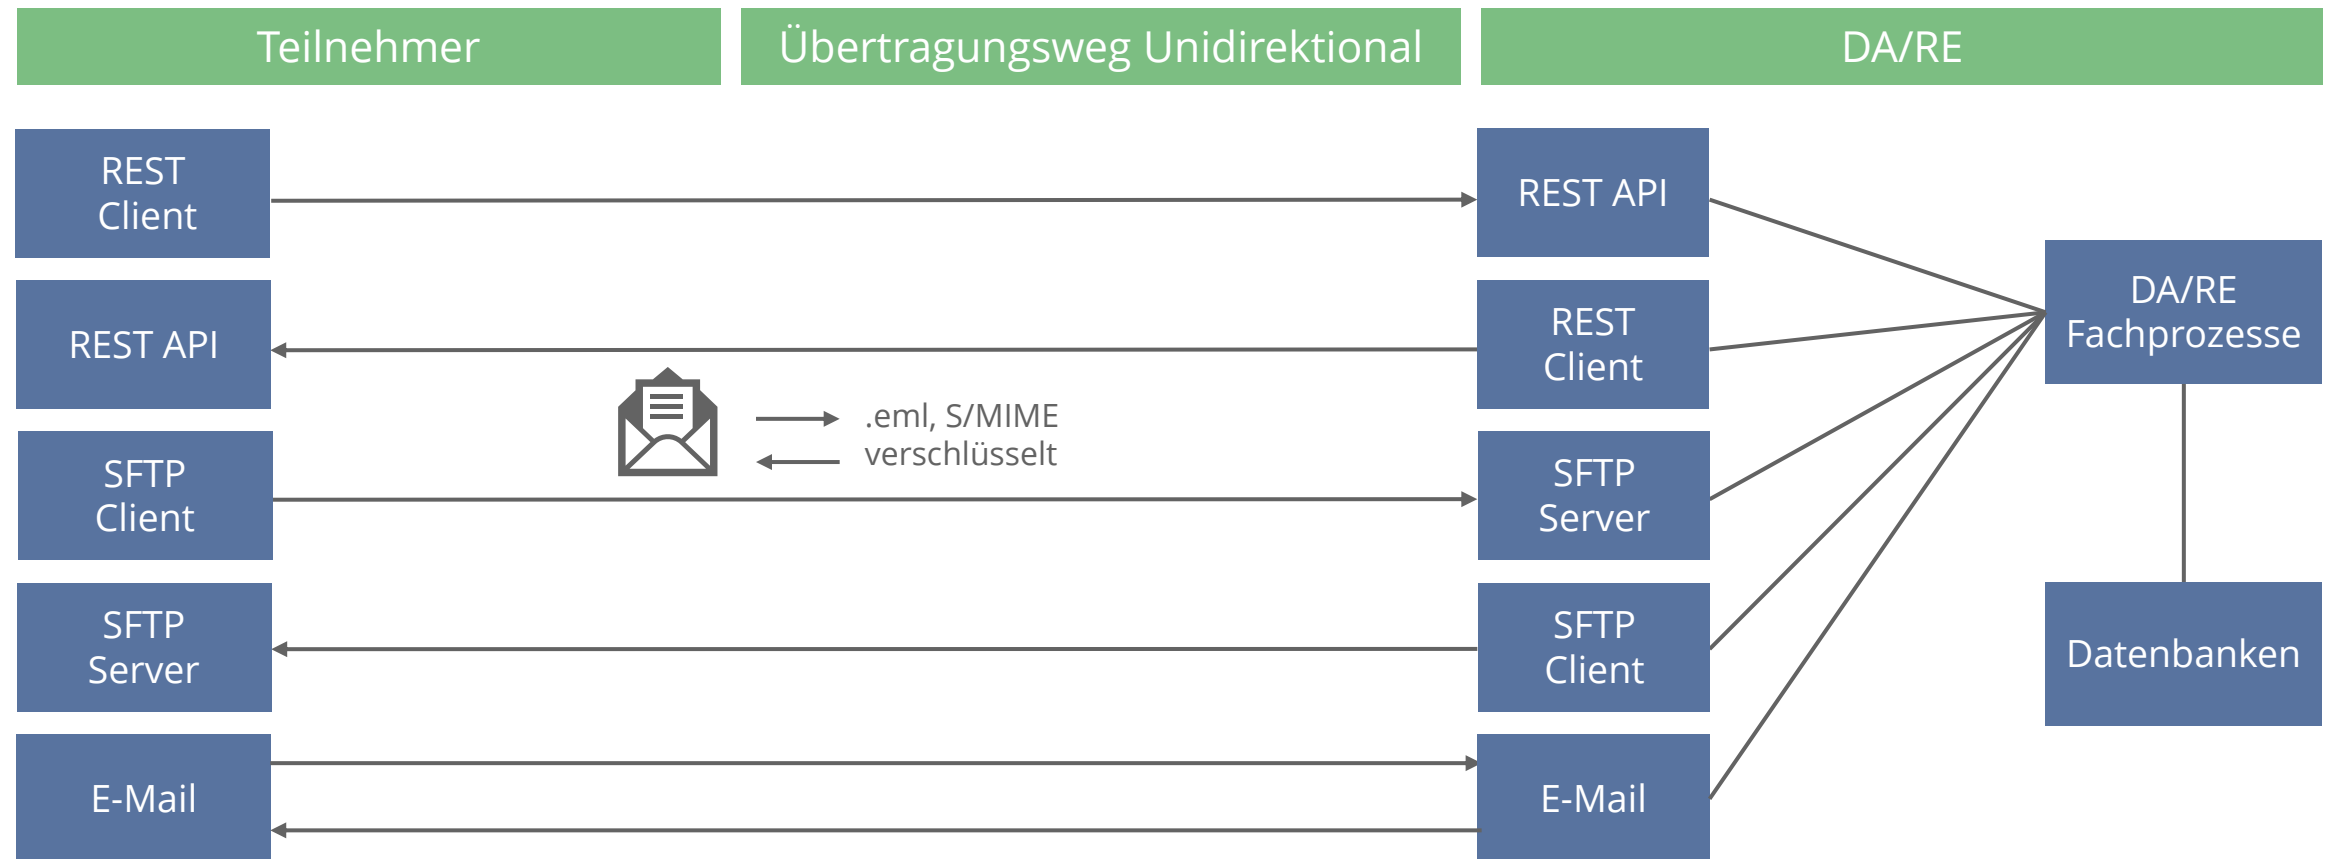 Teilnehmer
Übertragungsweg Unidirektional
DA/RE
REST
Client
REST API
REST API
REST
Client
DA/RE
Fachprozesse
.eml, S/MIME
verschlüsselt
SFTP
Client
SFTP
Server
SFTP
Server
SFTP
Client
Datenbanken
E-Mail
E-Mail